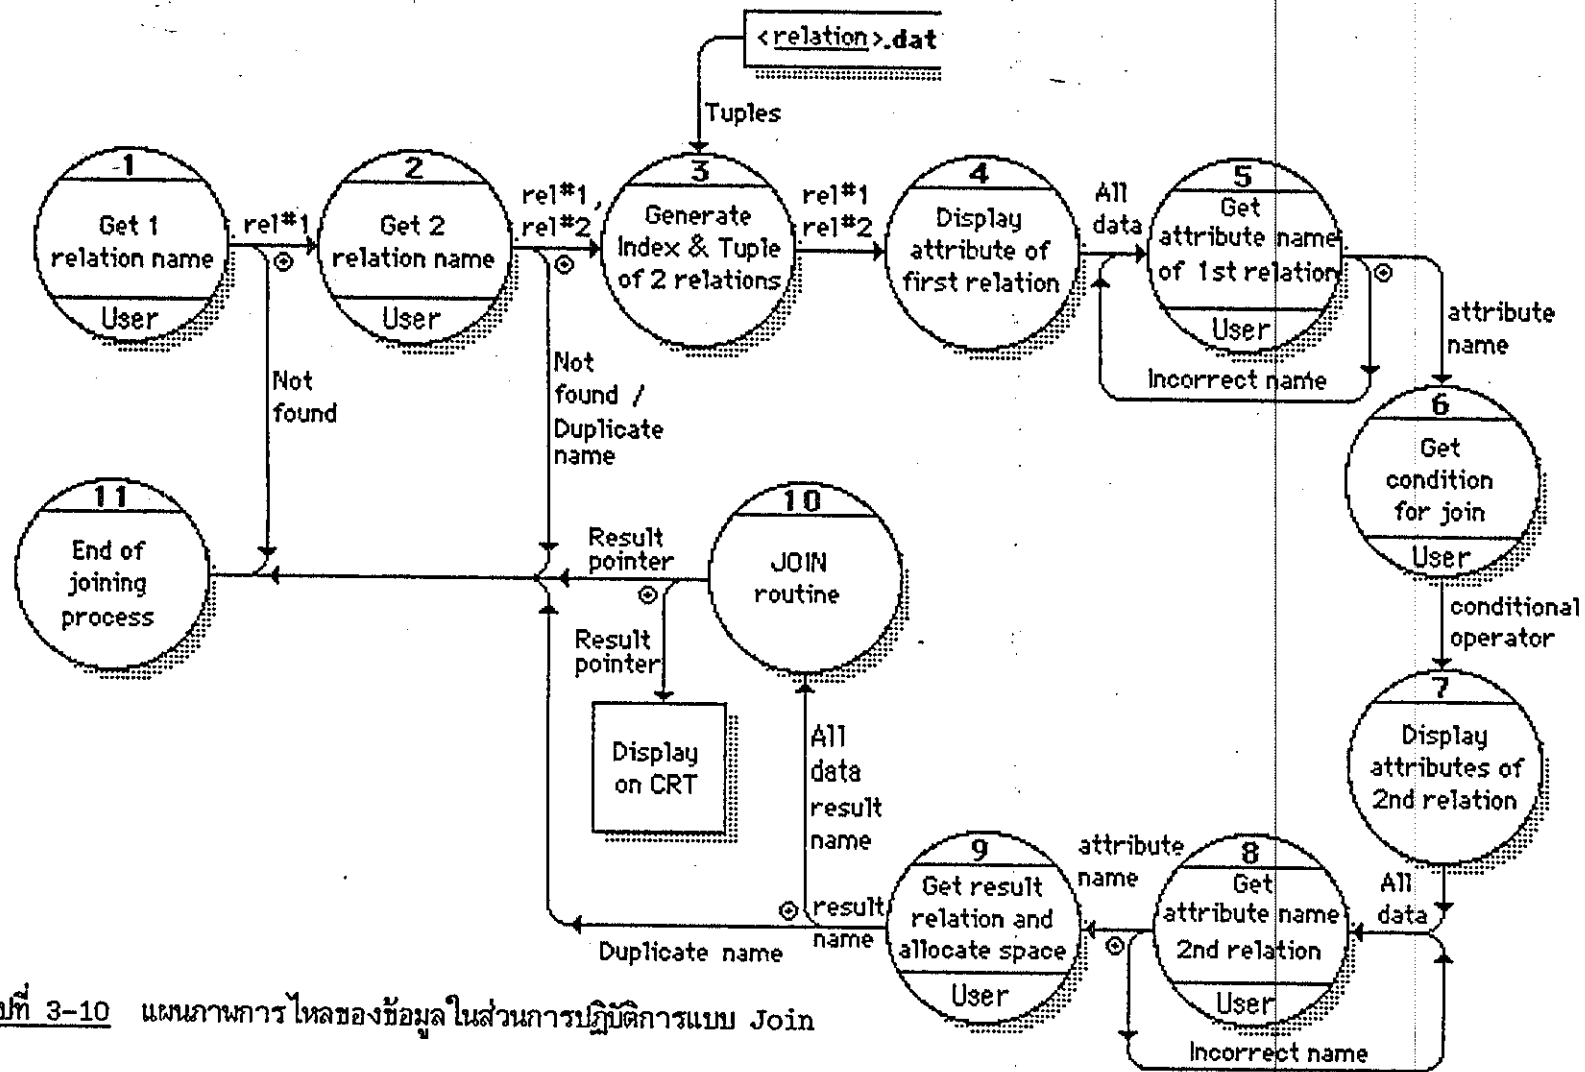 <relation>.dat
Tuples
1
Get 1
relation name
User
rel#1
Not
found
2
Get 2
relation name
User
rel#1,
rel#2
Not
found /
Duplicate
name
3
Generate
Index & Tuple
of 2 relations
rel#1
rel#2
4
Display
attribute of
first relation
All
data
5
Get
attribute name
of 1st relation
User
Incorrect name
attribute
name
6
Get
condition
for join
User
conditional
operator
7
Display
attributes of
2nd relation
All
data
8
Get
attribute name
2nd relation
User
Incorrect name
attribute
name
9
Get result
relation and
allocate space
User
result
name
Duplicate name
All
data
result
name
10
JOIN
routine
Result
pointer
Result
pointer
Display
on CRT
11
End of
joining
process
ปที่ 3-10 แผนภาพการไหลของข้อมูลในส่วนการปฏิบัติการแบบ Join